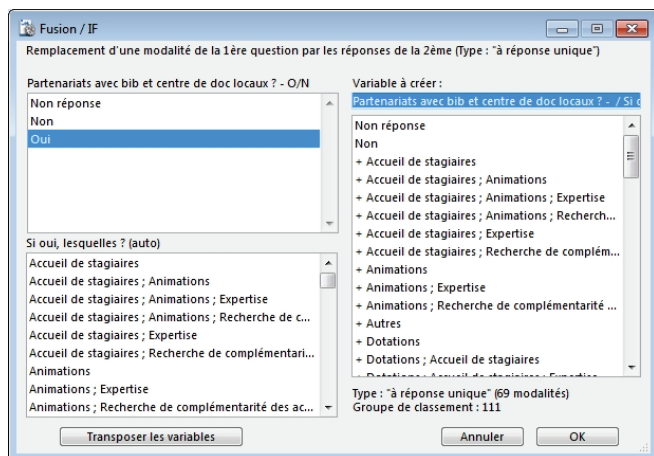 Fusion / IF
Remplacement d'une modalité de la 1ère question par les réponses de la 2ème (Type : "à réponse unique")
Partenariats avec bib et centre de doc locaux ? - O/N
Non réponse
Non
Oui
Si oui, lesquelles ? (auto)
Accueil de stagiaires
Accueil de stagiaires ; Animations
Accueil de stagiaires ; Animations ; Expertise
Accueil de stagiaires ; Animations ; Recherche de c...
Accueil de stagiaires ; Expertise
Accueil de stagiaires ; Recherche de complémentari...
Animations
Animations ; Expertise
Animations ; Recherche de complémentarité des ac...
Transposer les variables
Variable à créer :
Partenariats avec bib et centre de doc locaux ? - / Si
Non réponse
Non
+ Accueil de stagiaires
+ Accueil de stagiaires ; Animations
+ Accueil de stagiaires ; Animations ; Expertise
+ Accueil de stagiaires ; Animations ; Recherch...
+ Accueil de stagiaires ; Expertise
+ Accueil de stagiaires ; Recherche de complém...
+ Animations
+ Animations ; Expertise
+ Animations ; Recherche de complémentarité ...
+ Autres
+ Dotations
+ Dotations ; Accueil de stagiaires
+ Dotations ; Accueil de stagiaires ; Expertise
Type : "à réponse unique" (69 modalités)
Groupe de classement : 111
Annuler
OK